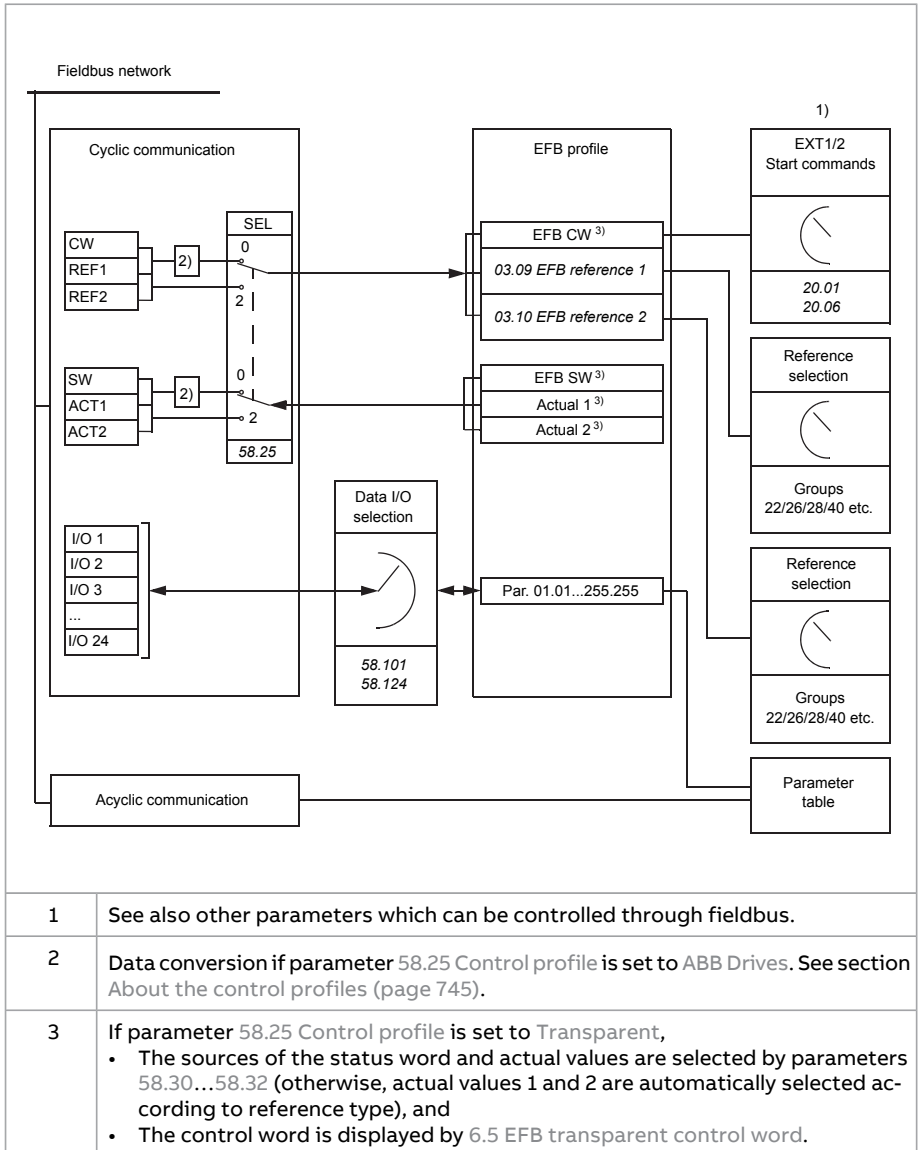 Fieldbus network
Cyclic communication
CW
REF1
REF2
2)
SEL
0
2
SW
ACT1
ACT2
2)
0
2
58.25
I/O 1
I/O 2
I/O 3
...
I/O 24
Data I/O
selection
58.101
58.124
EFB profile
EFB CW 3)
03.09 EFB reference 1
03.10 EFB reference 2
EFB SW 3)
Actual 1 3)
Actual 2 3)
Par. 01.01...255.255
1)
EXT1/2
Start commands
20.01
20.06
Reference
selection
Groups
22/26/28/40 etc.
Reference
selection
Groups
22/26/28/40 etc.
Acyclic communication
Parameter
table
1 See also other parameters which can be controlled through fieldbus.
2 Data conversion if parameter 58.25 Control profile is set to ABB Drives. See section
About the control profiles (page 745).
3 If parameter 58.25 Control profile is set to Transparent,
• The sources of the status word and actual values are selected by parameters
58.30...58.32 (otherwise, actual values 1 and 2 are automatically selected ac-
cording to reference type), and
• The control word is displayed by 6.5 EFB transparent control word.